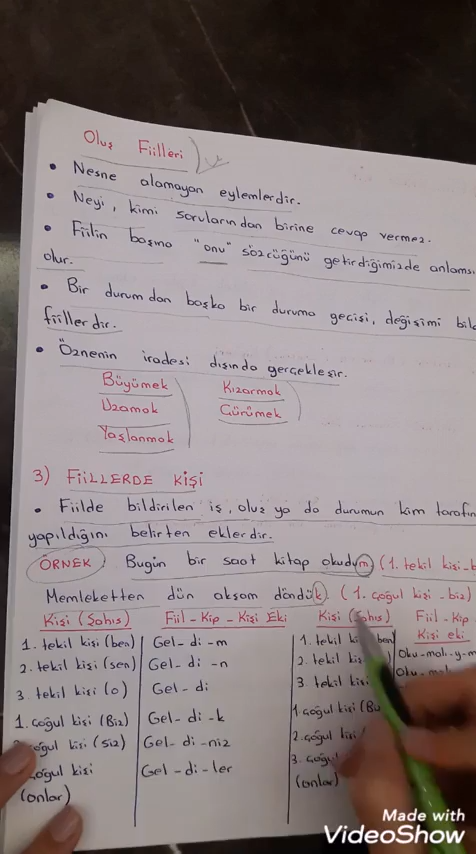 Oluş Fiilleri
• Nesne alamayan eylemlerdir.
• Neyi, kimi sorularından birine cevap vermez.
• Fiilin başına "onu" sözcüğünü getirdiğimizde anlams
olur.
• Bir durumdan başka bir duruma geçişi, değişimi bild
fiillerdir.
• Öznenin iradesi dışında gerçekleşir.
Büyümek Kızarmak
Uzamak Çürümek
Yaşlanmak
3) FİİLLERDE KİŞİ
• Fiilde bildirilen iş, oluş ya da durumun kim tarafın
yapıldığını belirten eklerdir.
ÖRNEK: Bugün bir saat kitap okudum (1. tekil kişi-b
Memleketten dün akşam döndük. (1. çoğul kişi-biz)
Kişi (Şahıs) Fiil-Kip-Kişi Eki Kişi (Şahıs) Fiil-Kip
Kişi eki
1. tekil kişi (ben) Gel-di-m 1. tekil ben) Oku-malı-y-m
2. tekil kişi (sen) Gel-di-n 2. tekil Oku-malı
3. tekil kişi (o) Gel-di 3. tekil
1. çoğul kişi (Biz) Gel-di-k 1. çoğul kişi
çoğul kişi (siz) Gel-di-niz 2. çoğul kişi
çoğul kişi Gel-di-ler 3. çoğul
(onlar) (onlar)
Made with
VideoShow